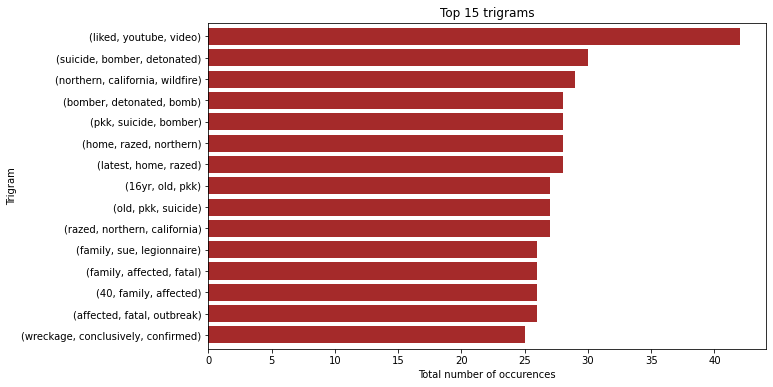 Top 15 trigrams
(liked, youtube, video)
(suicide, bomber, detonated)
(northern, california, wildfire)
(bomber, detonated, bomb)
(pkk, suicide, bomber)
(home, razed, northern)
(latest, home, razed)
(16yr, old, pkk)
(old, pkk, suicide)
(razed, northern, california)
(family, sue, legionnaire)
(family, affected, fatal)
(40, family, affected)
(affected, fatal, outbreak)
(wreckage, conclusively, confirmed)
Trigram
0 5 10 15 20 25 30 35 40
Total number of occurences